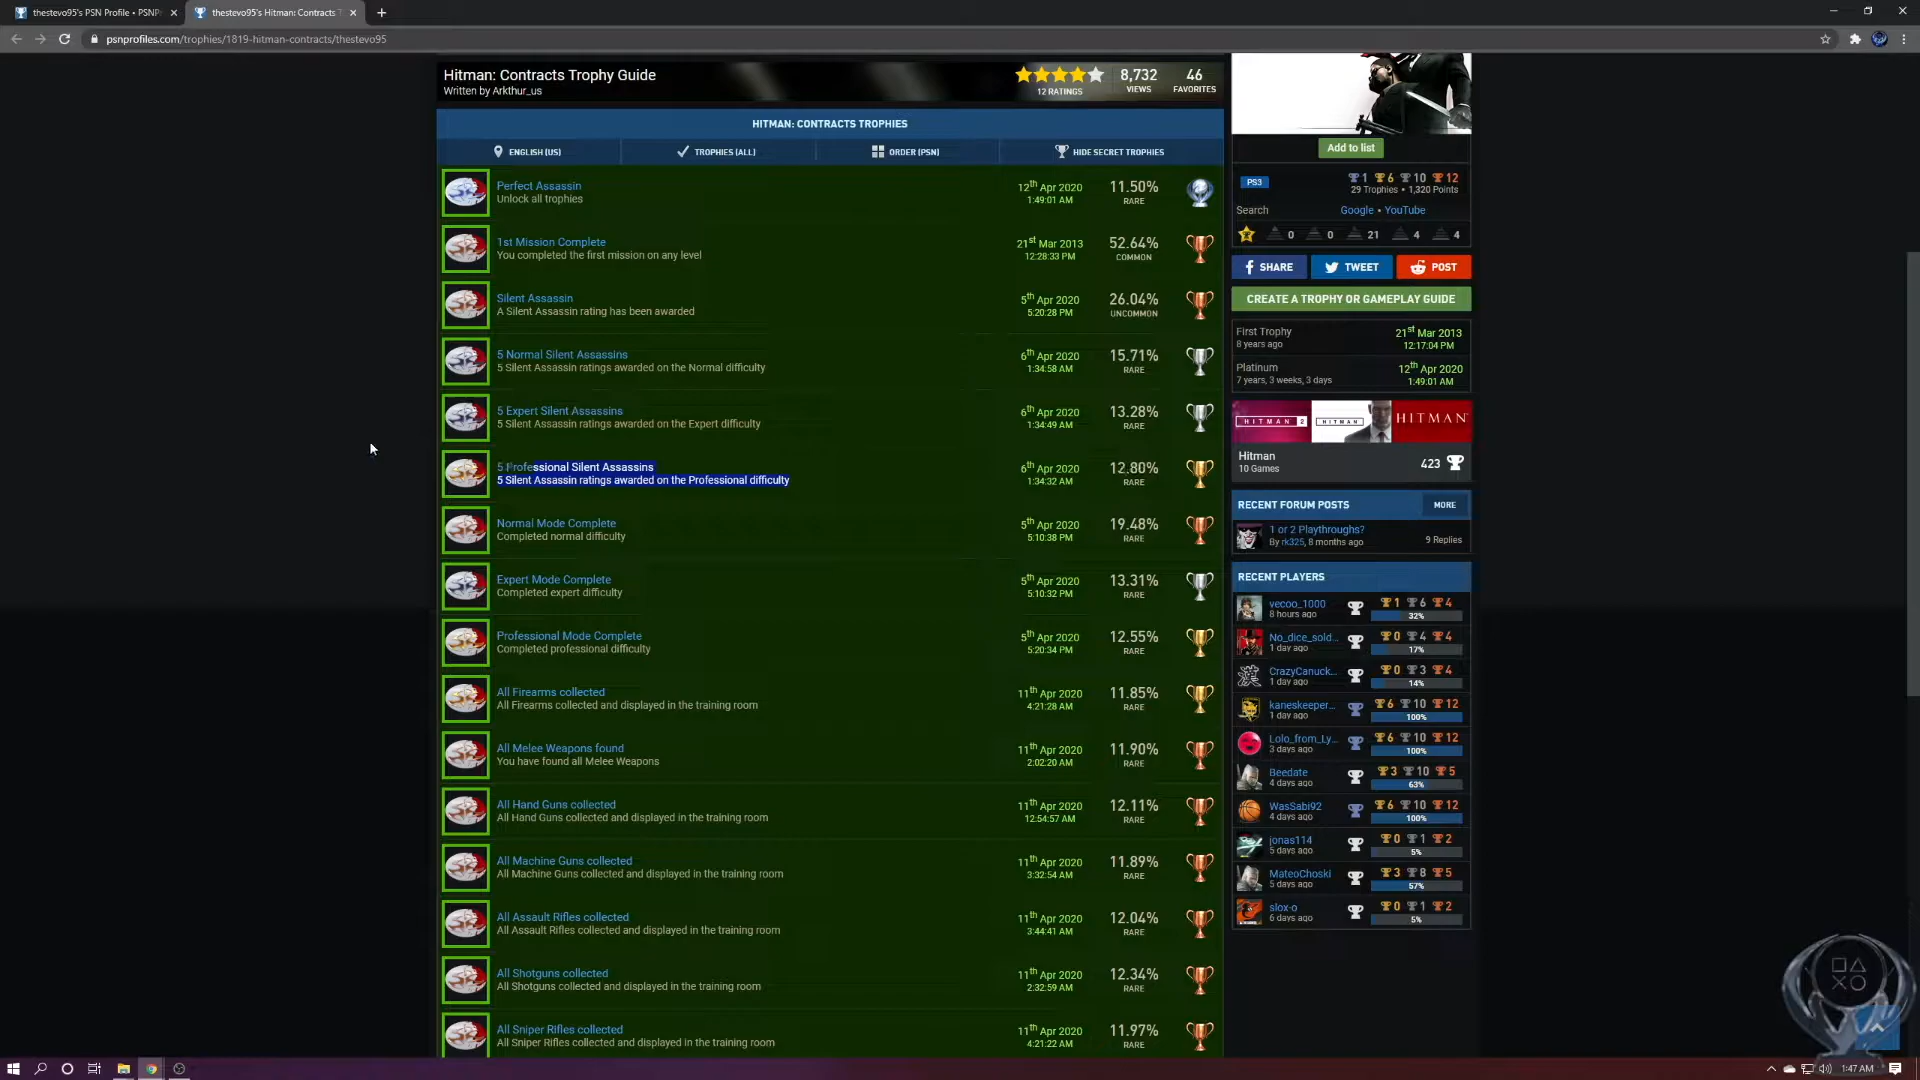 thestevo95's PSN Profile • PSNP
thestevo95's Hitman: Contracts T
psnprofiles.com/trophies/1819-hitman-contracts/thestevo95
Hitman: Contracts Trophy Guide
Written by Arkthur_us
12 RATINGS
8,732
VIEWS
46
FAVORITES
HITMAN: CONTRACTS TROPHIES
ENGLISH (US)
TROPHIES (ALL)
ORDER (PSN)
HIDE SECRET TROPHIES
Perfect Assassin
Unlock all trophies
12th Apr 2020
1:49:01 AM
11.50%
RARE
1st Mission Complete
You completed the first mission on any level
21st Mar 2013
12:28:33 PM
52.64%
COMMON
Silent Assassin
A Silent Assassin rating has been awarded
5th Apr 2020
5:20:28 PM
26.04%
UNCOMMON
5 Normal Silent Assassins
5 Silent Assassin ratings awarded on the Normal difficulty
6th Apr 2020
1:34:58 AM
15.71%
RARE
5 Expert Silent Assassins
5 Silent Assassin ratings awarded on the Expert difficulty
6th Apr 2020
1:34:49 AM
13.28%
RARE
5 Professional Silent Assassins
5 Silent Assassin ratings awarded on the Professional difficulty
6th Apr 2020
1:34:32 AM
12.80%
RARE
Normal Mode Complete
Completed normal difficulty
5th Apr 2020
5:10:38 PM
19.48%
RARE
Expert Mode Complete
Completed expert difficulty
5th Apr 2020
5:10:32 PM
13.31%
RARE
Professional Mode Complete
Completed professional difficulty
5th Apr 2020
5:20:34 PM
12.55%
RARE
All Firearms collected
All Firearms collected and displayed in the training room
11th Apr 2020
4:21:28 AM
11.85%
RARE
All Melee Weapons found
You have found all Melee Weapons
11th Apr 2020
2:02:20 AM
11.90%
RARE
All Hand Guns collected
All Hand Guns collected and displayed in the training room
11th Apr 2020
12:54:57 AM
12.11%
RARE
All Machine Guns collected
All Machine Guns collected and displayed in the training room
11th Apr 2020
3:32:54 AM
11.89%
RARE
All Assault Rifles collected
All Assault Rifles collected and displayed in the training room
11th Apr 2020
3:44:41 AM
12.04%
RARE
All Shotguns collected
All Shotguns collected and displayed in the training room
11th Apr 2020
2:32:59 AM
12.34%
RARE
All Sniper Rifles collected
All Sniper Rifles collected and displayed in the training room
11th Apr 2020
4:21:22 AM
11.97%
RARE
Add to list
PS3
1 6 10 12
29 Trophies • 1,320 Points
Search
Google • YouTube
0 0 21 4 4
SHARE
TWEET
POST
CREATE A TROPHY OR GAMEPLAY GUIDE
First Trophy
8 years ago
21st Mar 2013
12:17:04 PM
Platinum
7 years, 3 weeks, 3 days
12th Apr 2020
1:49:01 AM
HITMAN 2
HITMAN
HITMAN
Hitman
10 Games
423
RECENT FORUM POSTS
MORE
1 or 2 Playthroughs?
By rk325, 8 months ago
9 Replies
RECENT PLAYERS
vecoo_1000
8 hours ago
1 6 4
32%
No_dice_sold...
1 day ago
0 4 4
17%
CrazyCanuck...
1 day ago
0 3 4
14%
kaneskeeper...
1 day ago
6 10 12
100%
Lolo_from_Ly...
3 days ago
6 10 12
100%
Beedate
4 days ago
3 10 5
63%
WasSabi92
4 days ago
6 10 12
100%
jonas114
5 days ago
0 1 2
5%
MateoChoski
5 days ago
3 8 5
57%
slox-o
6 days ago
0 1 2
5%
1:47 AM